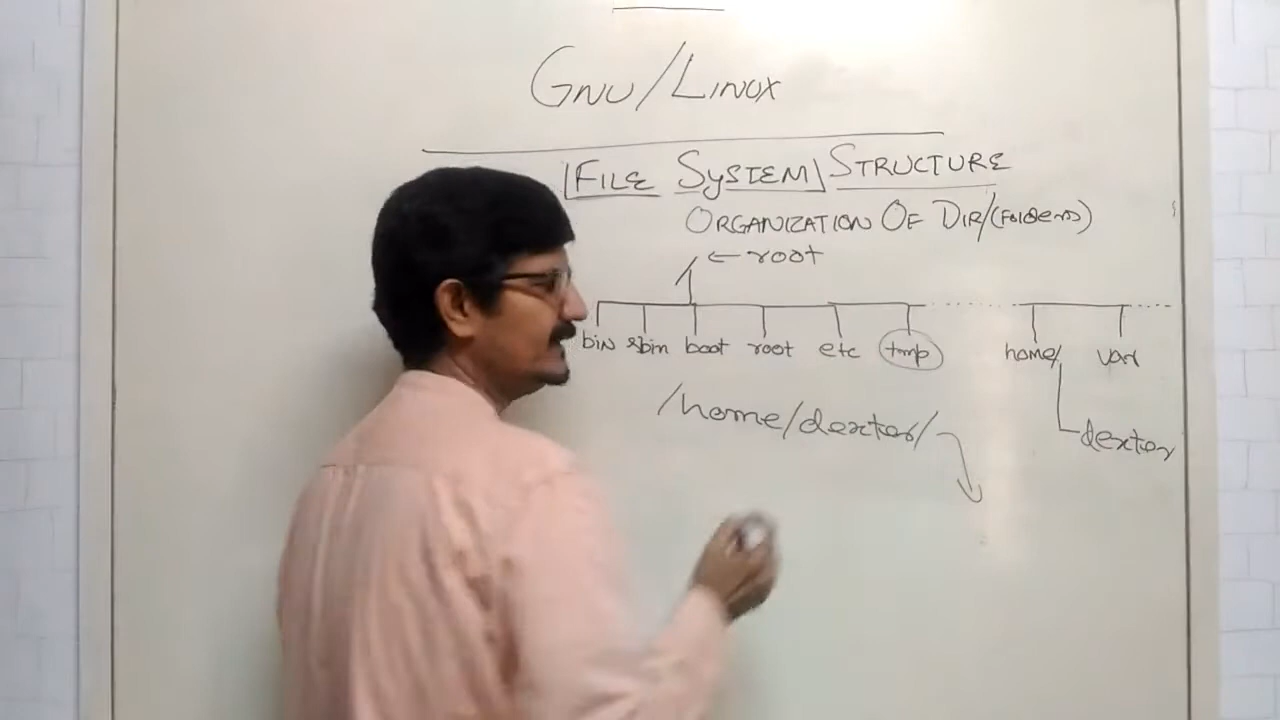 GNU/LINUX
FILE SYSTEM STRUCTURE
ORGANIZATION OF DIR/(Folders)
/ ← root
bin sbin boot root etc tmp home/ var
/home/dexter/
dexter